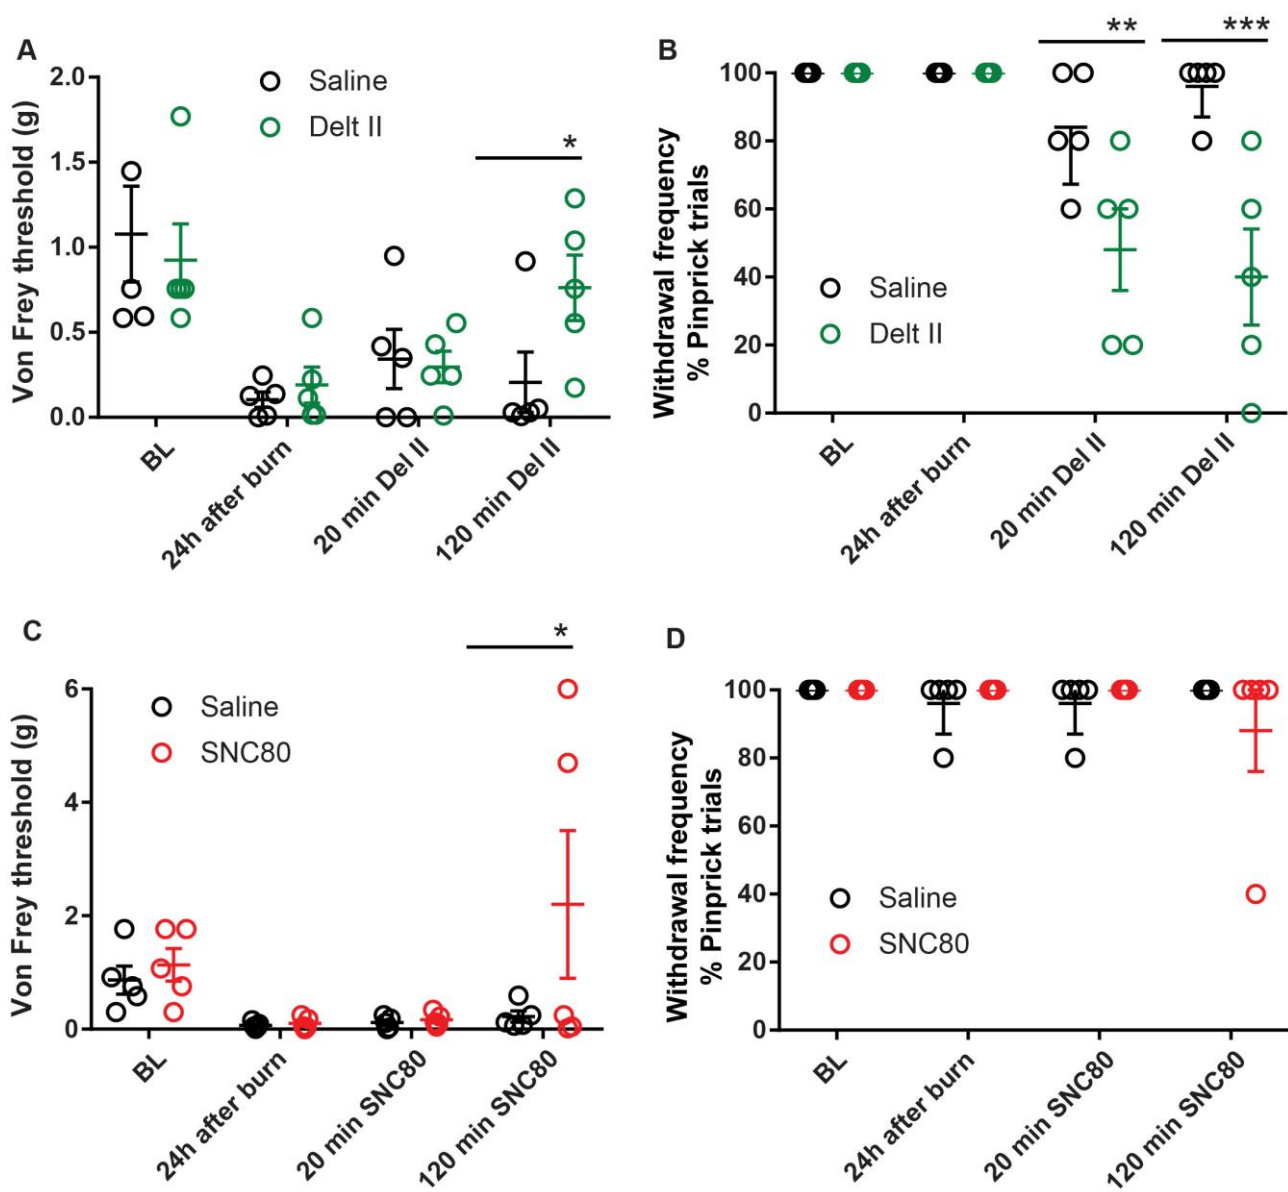 A
Von Frey threshold (g)
2.0
1.5
1.0
0.5
0.0
Saline
Delt II
*
BL
24h after burn
20 min Del II
120 min Del II
B
Withdrawal frequency
% Pinprick trials
100
80
60
40
20
0
**
***
Saline
Delt II
BL
24h after burn
20 min Del II
120 min Del II
C
Von Frey threshold (g)
6
4
2
0
Saline
SNC80
*
BL
24h after burn
20 min SNC80
120 min SNC80
D
Withdrawal frequency
% Pinprick trials
100
80
60
40
20
0
Saline
SNC80
BL
24h after burn
20 min SNC80
120 min SNC80